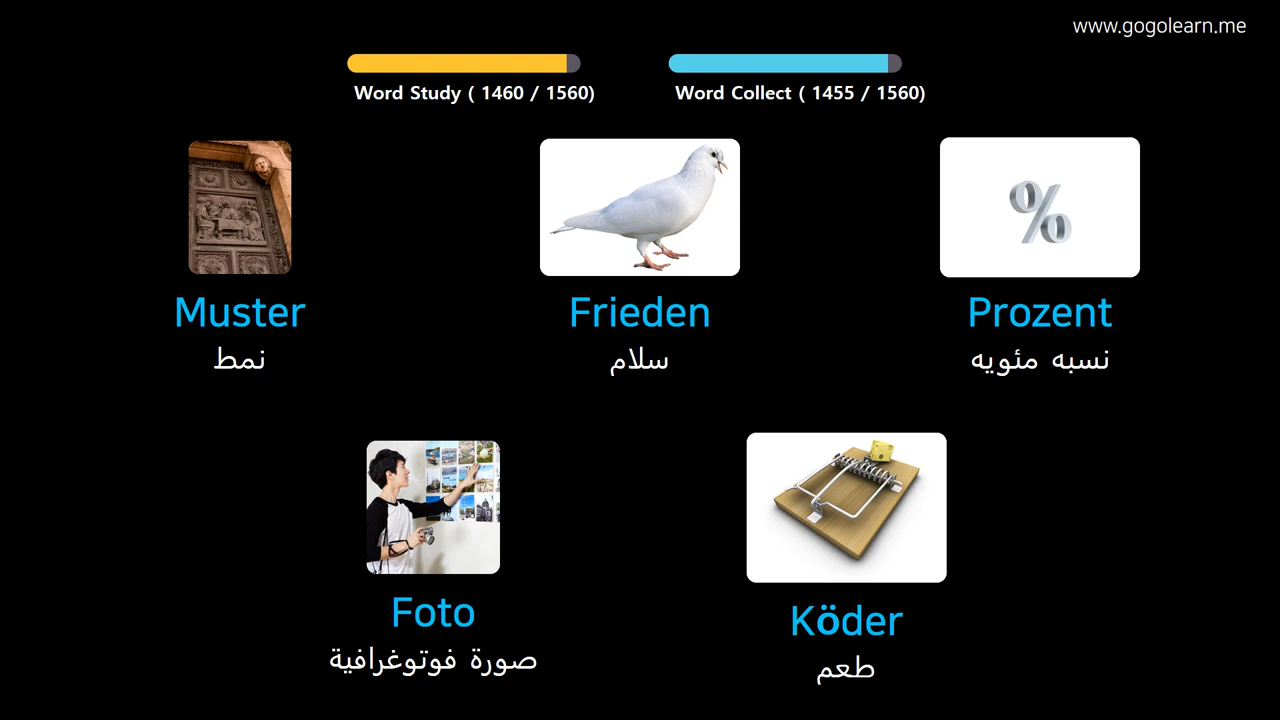 www.gogolearn.me
Word Study ( 1460 / 1560)
Word Collect ( 1455 / 1560)
Muster
نمط
Frieden
سلام
Prozent
نسبه مئويه
Foto
صورة فوتوغرافية
Köder
طعم